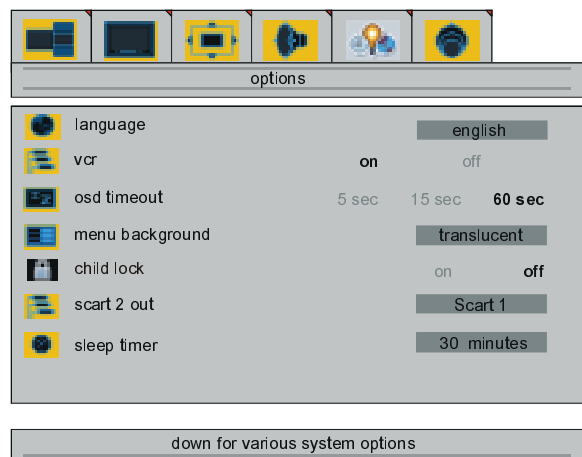 options
language english
vcr on off
osd timeout 5 sec 15 sec 60 sec
menu background translucent
child lock on off
scart 2 out Scart 1
sleep timer 30 minutes
down for various system options